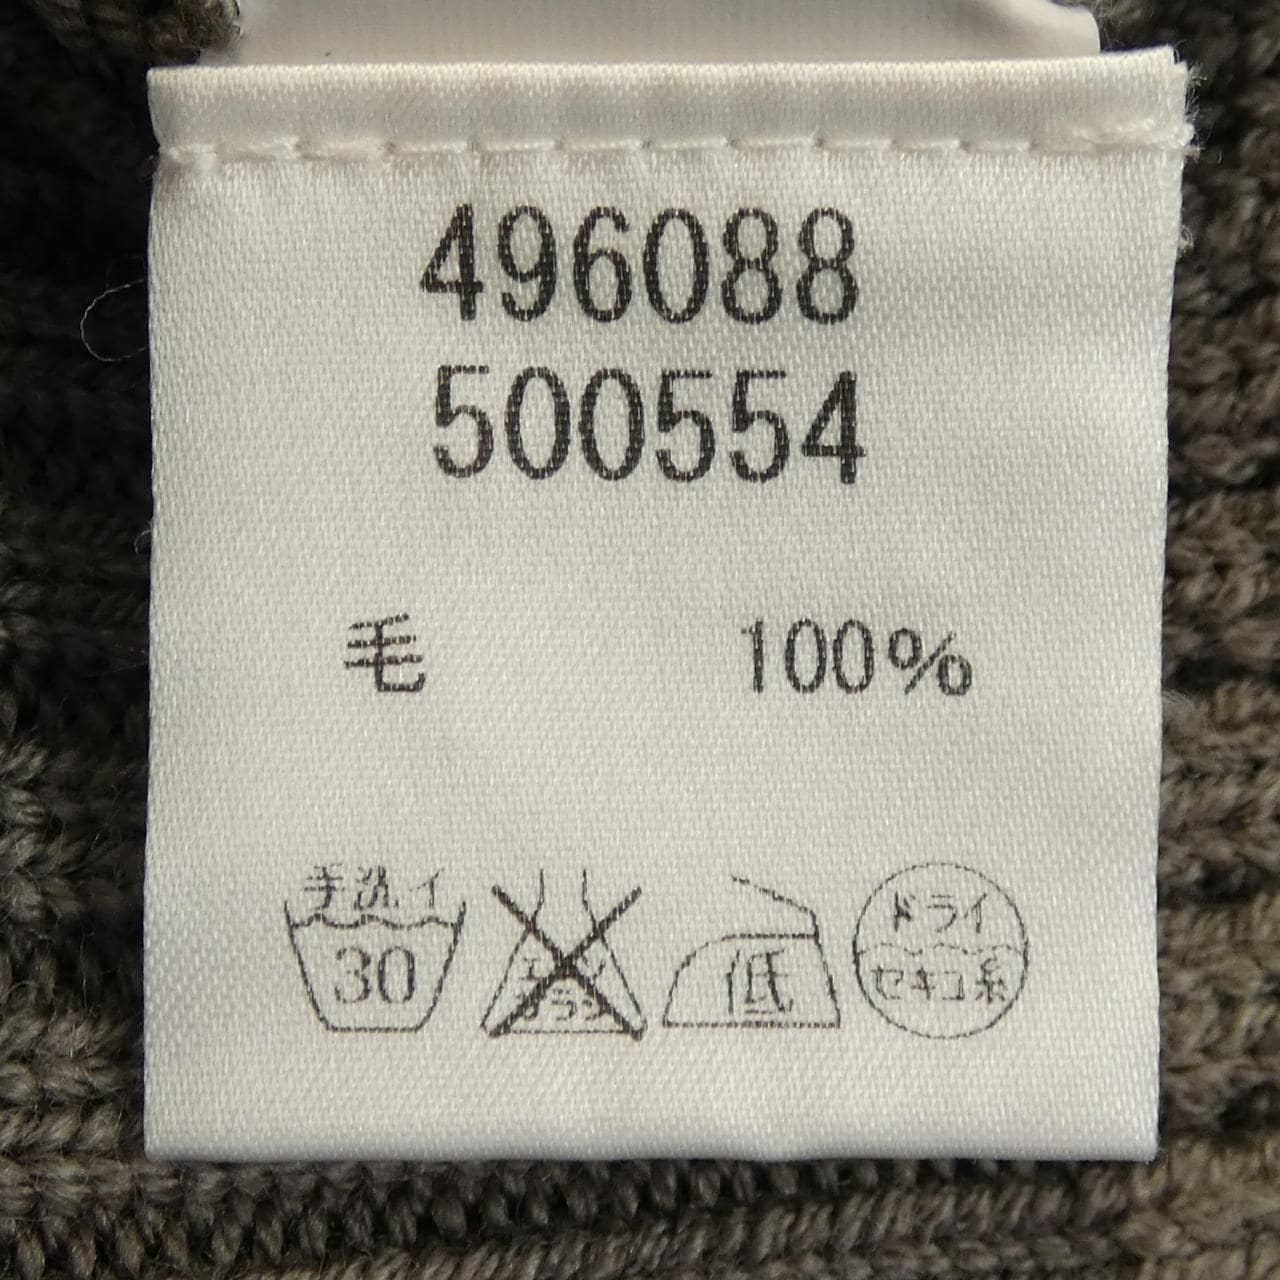 496088
500554
毛 100%
手洗イ
30
エンソ
サラシ
低
ドライ
セキユ系